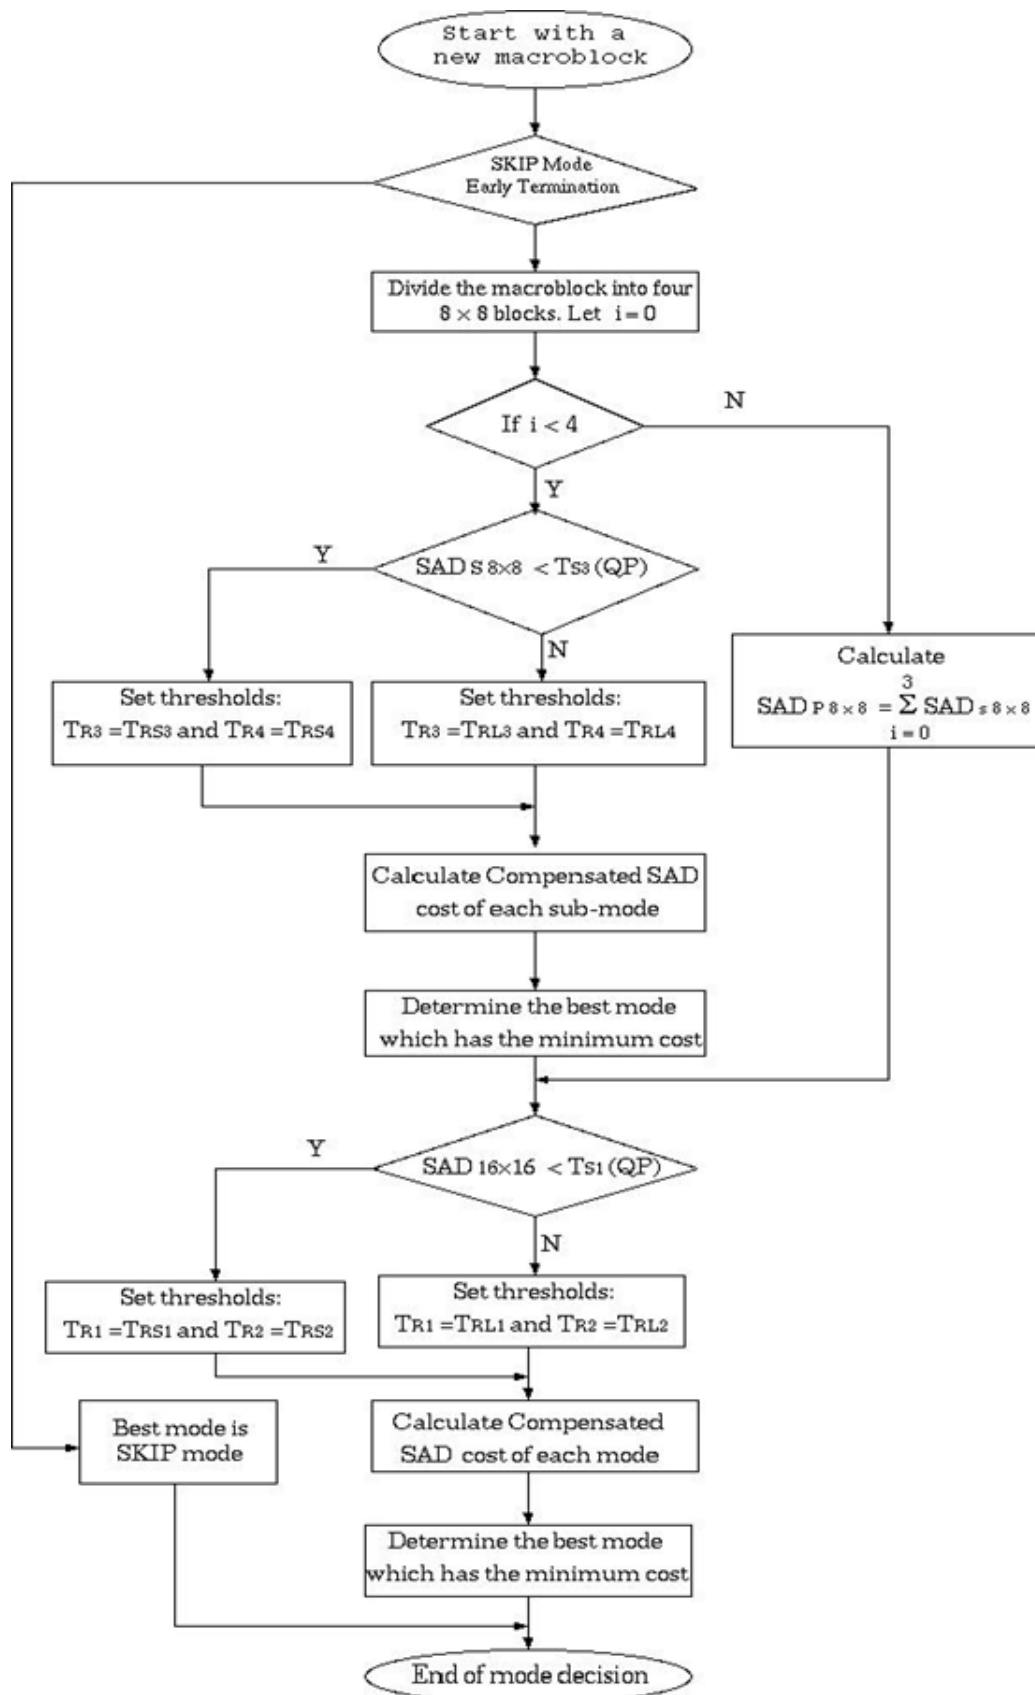 Start with a
new macroblock
SKIP Mode
Early Termination
Divide the macroblock into four
8 × 8 blocks. Let i = 0
If i < 4
N
Y
SAD S 8×8 < TS3 (QP)
Y
N
Set thresholds:
TR3 =TRS3 and TR4 =TRS4
Set thresholds:
TR3 =TRL3 and TR4 =TRL4
Calculate
3
SAD P 8 × 8 = Σ SAD s 8 × 8
i = 0
Calculate Compensated SAD
cost of each sub-mode
Determine the best mode
which has the minimum cost
SAD 16×16 < TS1 (QP)
Y
N
Set thresholds:
TR1 =TRS1 and TR2 =TRS2
Set thresholds:
TR1 =TRL1 and TR2 =TRL2
Best mode is
SKIP mode
Calculate Compensated
SAD cost of each mode
Determine the best mode
which has the minimum cost
End of mode decision